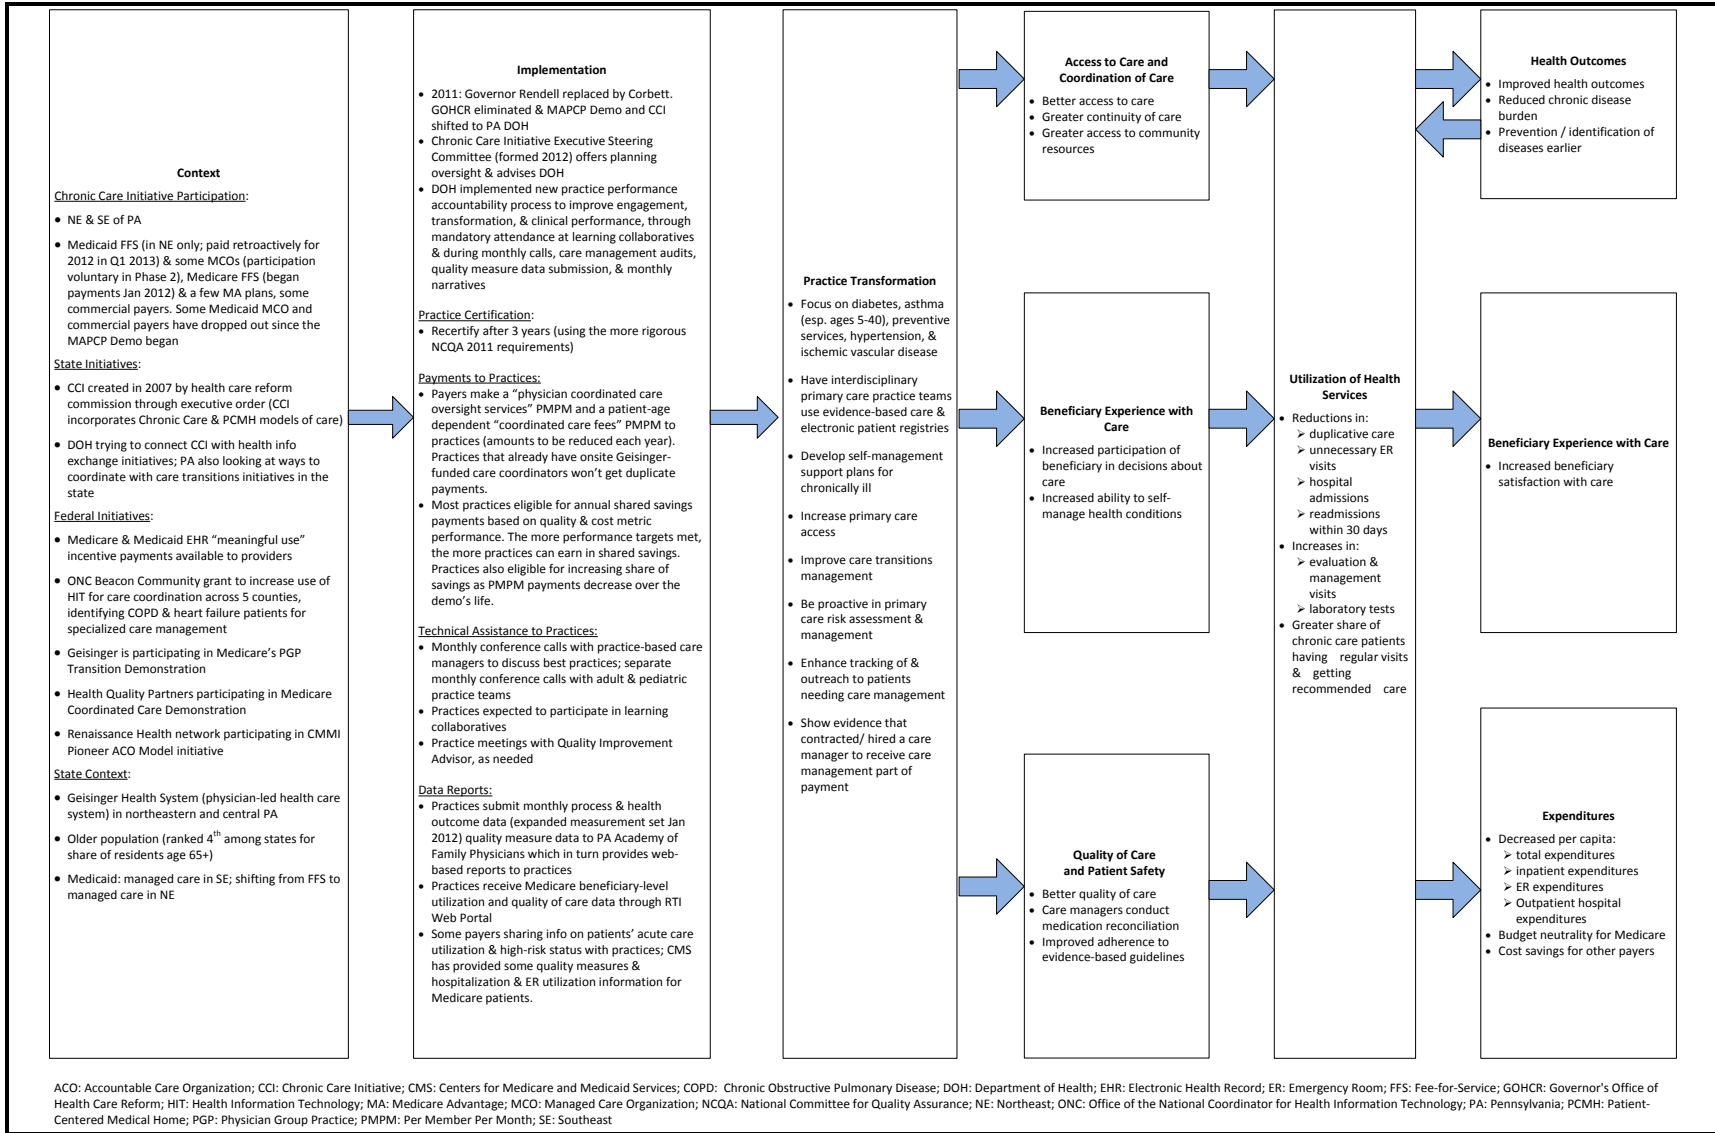 Context
Chronic Care Initiative Participation:
• NE & SE of PA
• Medicaid FFS (in NE only; paid retroactively for
2012 in Q1 2013) & some MCOs (participation
voluntary in Phase 2), Medicare FFS (began
payments Jan 2012) & a few MA plans, some
commercial payers. Some Medicaid MCO and
commercial payers have dropped out since the
MAPCP Demo began
State Initiatives:
• CCI created in 2007 by health care reform
commission through executive order (CCI
incorporates Chronic Care & PCMH models of care)
• DOH trying to connect CCI with health info
exchange initiatives; PA also looking at ways to
coordinate with care transitions initiatives in the
state
Federal Initiatives:
• Medicare & Medicaid EHR “meaningful use”
incentive payments available to providers
• ONC Beacon Community grant to increase use of
HIT for care coordination across 5 counties,
identifying COPD & heart failure patients for
specialized care management
• Geisinger is participating in Medicare’s PGP
Transition Demonstration
• Health Quality Partners participating in Medicare
Coordinated Care Demonstration
• Renaissance Health network participating in CMMI
Pioneer ACO Model initiative
State Context:
• Geisinger Health System (physician-led health care
system) in northeastern and central PA
• Older population (ranked 4th among states for
share of residents age 65+)
• Medicaid: managed care in SE; shifting from FFS to
managed care in NE
Implementation
• 2011: Governor Rendell replaced by Corbett.
GOHCR eliminated & MAPCP Demo and CCI
shifted to PA DOH
• Chronic Care Initiative Executive Steering
Committee (formed 2012) offers planning
oversight & advises DOH
• DOH implemented new practice performance
accountability process to improve engagement,
transformation, & clinical performance, through
mandatory attendance at learning collaboratives
& during monthly calls, care management audits,
quality measure data submission, & monthly
narratives
Practice Certification:
• Recertify after 3 years (using the more rigorous
NCQA 2011 requirements)
Payments to Practices:
• Payers make a “physician coordinated care
oversight services” PMPM and a patient-age
dependent “coordinated care fees” PMPM to
practices (amounts to be reduced each year).
Practices that already have onsite Geisinger-
funded care coordinators won’t get duplicate
payments.
• Most practices eligible for annual shared savings
payments based on quality & cost metric
performance. The more performance targets met,
the more practices can earn in shared savings.
Practices also eligible for increasing share of
savings as PMPM payments decrease over the
demo’s life.
Technical Assistance to Practices:
• Monthly conference calls with practice-based care
managers to discuss best practices; separate
monthly conference calls with adult & pediatric
practice teams
• Practices expected to participate in learning
collaboratives
• Practice meetings with Quality Improvement
Advisor, as needed
Data Reports:
• Practices submit monthly process & health
outcome data (expanded measurement set Jan
2012) quality measure data to PA Academy of
Family Physicians which in turn provides web-
based reports to practices
• Practices receive Medicare beneficiary-level
utilization and quality of care data through RTI
Web Portal
• Some payers sharing info on patients’ acute care
utilization & high-risk status with practices; CMS
has provided some quality measures &
hospitalization & ER utilization information for
Medicare patients.
Practice Transformation
• Focus on diabetes, asthma
(esp. ages 5-40), preventive
services, hypertension, &
ischemic vascular disease
• Have interdisciplinary
primary care practice teams
use evidence-based care &
electronic patient registries
• Develop self-management
support plans for
chronically ill
• Increase primary care
access
• Improve care transitions
management
• Be proactive in primary
care risk assessment &
management
• Enhance tracking of &
outreach to patients
needing care management
• Show evidence that
contracted/ hired a care
manager to receive care
management part of
payment
Access to Care and
Coordination of Care
• Better access to care
• Greater continuity of care
• Greater access to community
resources
Beneficiary Experience with
Care
• Increased participation of
beneficiary in decisions about
care
• Increased ability to self-
manage health conditions
Quality of Care
and Patient Safety
• Better quality of care
• Care managers conduct
medication reconciliation
• Improved adherence to
evidence-based guidelines
Utilization of Health
Services
• Reductions in:
➢ duplicative care
➢ unnecessary ER
visits
➢ hospital
admissions
➢ readmissions
within 30 days
• Increases in:
➢ evaluation &
management
visits
➢ laboratory tests
• Greater share of
chronic care patients
having regular visits
& getting
recommended care
Health Outcomes
• Improved health outcomes
• Reduced chronic disease
burden
• Prevention / identification of
diseases earlier
Beneficiary Experience with Care
• Increased beneficiary
satisfaction with care
Expenditures
• Decreased per capita:
➢ total expenditures
➢ inpatient expenditures
➢ ER expenditures
➢ Outpatient hospital
expenditures
• Budget neutrality for Medicare
• Cost savings for other payers
ACO: Accountable Care Organization; CCI: Chronic Care Initiative; CMS: Centers for Medicare and Medicaid Services; COPD: Chronic Obstructive Pulmonary Disease; DOH: Department of Health; EHR: Electronic Health Record; ER: Emergency Room; FFS: Fee-for-Service; GOHCR: Governor's Office of
Health Care Reform; HIT: Health Information Technology; MA: Medicare Advantage; MCO: Managed Care Organization; NCQA: National Committee for Quality Assurance; NE: Northeast; ONC: Office of the National Coordinator for Health Information Technology; PA: Pennsylvania; PCMH: Patient-
Centered Medical Home; PGP: Physician Group Practice; PMPM: Per Member Per Month; SE: Southeast